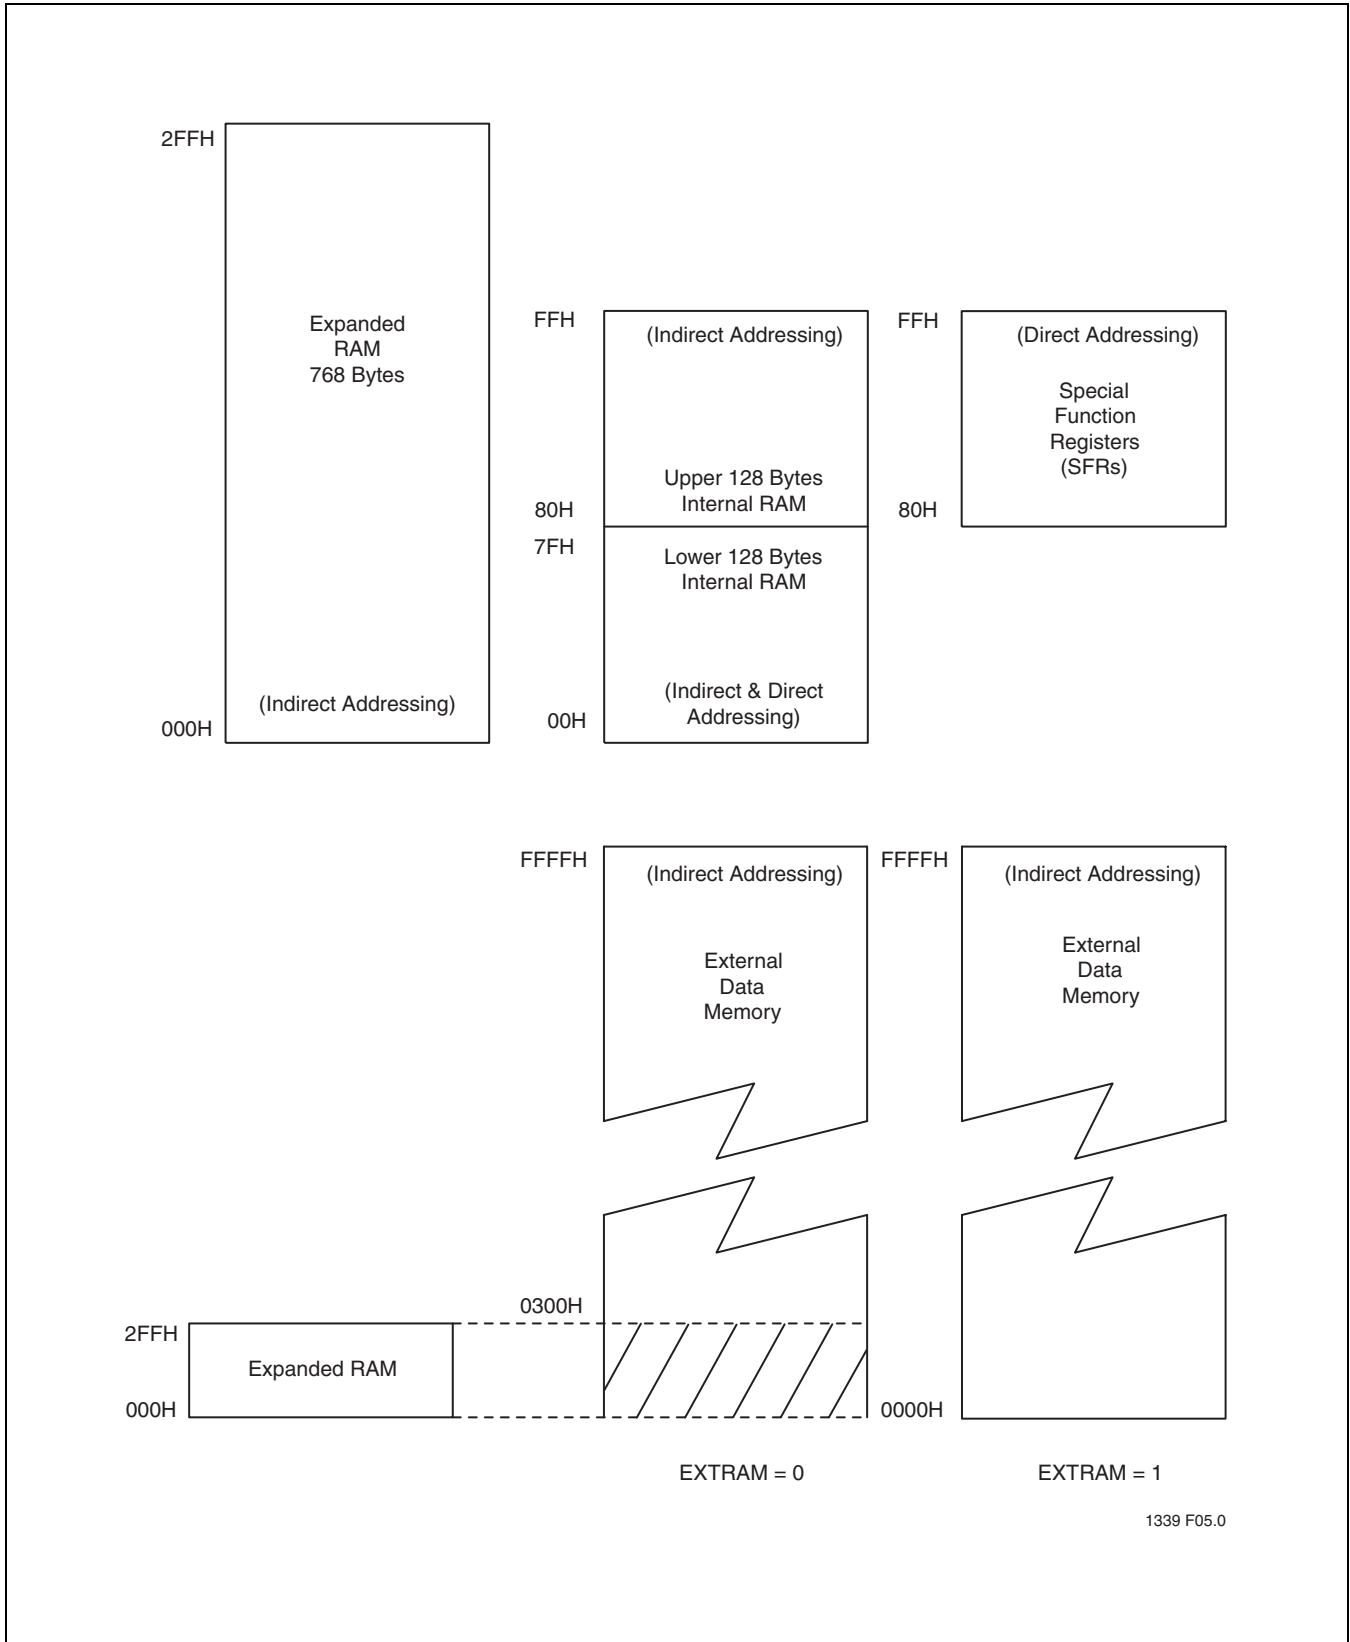 2FFH
Expanded
RAM
768 Bytes
(Indirect Addressing)
000H
FFH
(Indirect Addressing)
Upper 128 Bytes
Internal RAM
80H
7FH
Lower 128 Bytes
Internal RAM
(Indirect & Direct
Addressing)
00H
FFH
(Direct Addressing)
Special
Function
Registers
(SFRs)
80H
FFFFH
(Indirect Addressing)
External
Data
Memory
FFFFH
(Indirect Addressing)
External
Data
Memory
0300H
2FFH
Expanded RAM
000H
0000H
EXTRAM = 0
EXTRAM = 1
1339 F05.0